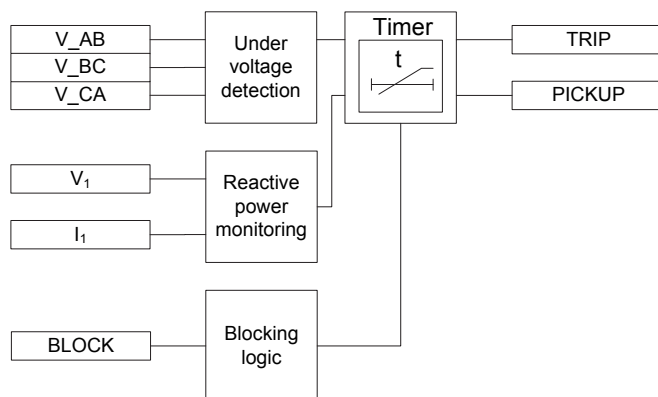 V_AB
V_BC
V_CA
Under
voltage
detection
Timer
t
TRIP
PICKUP
V₁
I₁
Reactive
power
monitoring
BLOCK
Blocking
logic